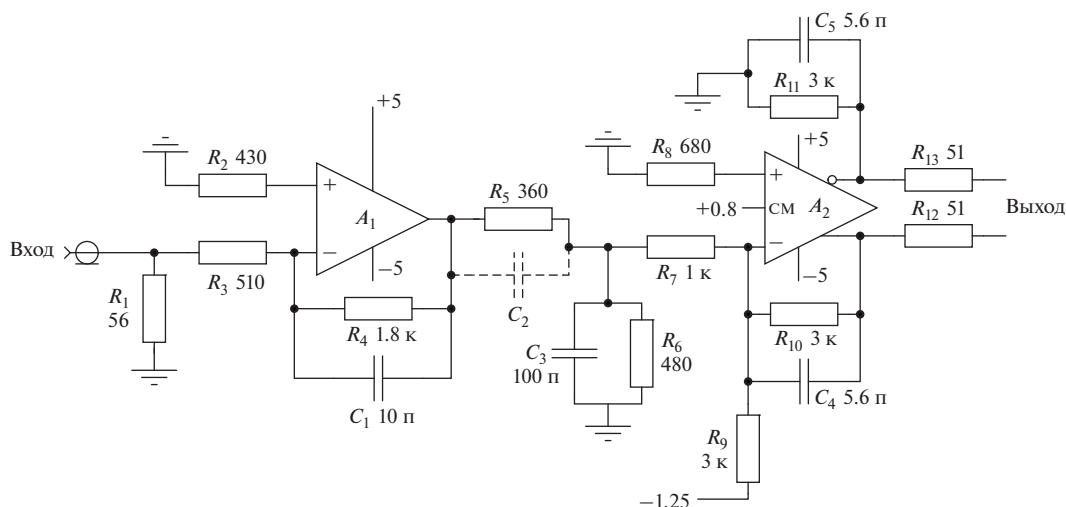 C5 5.6 п
R11 3 к
+5
+5
R2 430
R8 680
R13 51
+
R5 360
+
A1
+0.8
СМ
A2
Выход
Вход
R3 510
−
R7 1 к
−
R12 51
−5
−5
R1
56
C2
R4 1.8 к
R6
480
R10 3 к
C3
100 п
C1 10 п
C4 5.6 п
R9
3 к
−1.25